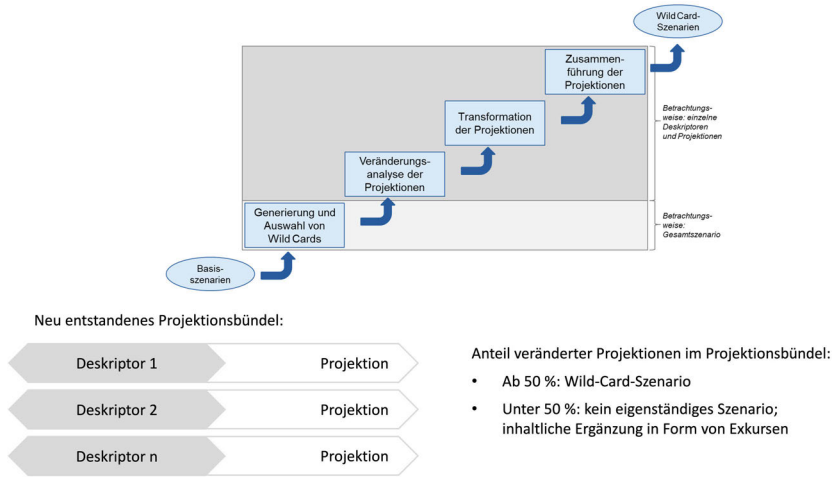 Wild Card-
Szenarien
Zusammen-
führung der
Projektionen
Betrachtungs-
weise: einzelne
Deskriptoren
und Projektionen
Transformation
der Projektionen
Veränderungs-
analyse der
Projektionen
Generierung und
Auswahl von
Wild Cards
Betrachtungs-
weise:
Gesamtszenario
Basis-
szenarien
Neu entstandenes Projektionsbündel:
Deskriptor 1
Projektion
Deskriptor 2
Projektion
Deskriptor n
Projektion
Anteil veränderter Projektionen im Projektionsbündel:
• Ab 50 %: Wild-Card-Szenario
• Unter 50 %: kein eigenständiges Szenario;
inhaltliche Ergänzung in Form von Exkursen